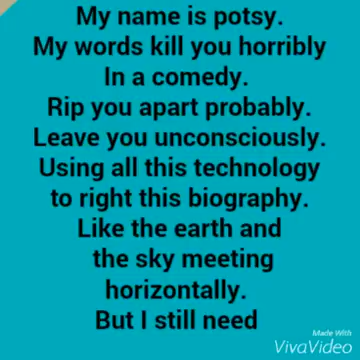 My name is potsy.
My words kill you horribly
In a comedy.
Rip you apart probably.
Leave you unconsciously.
Using all this technology
to right this biography.
Like the earth and
the sky meeting
horizontally.
But I still need
Made With
VivaVideo